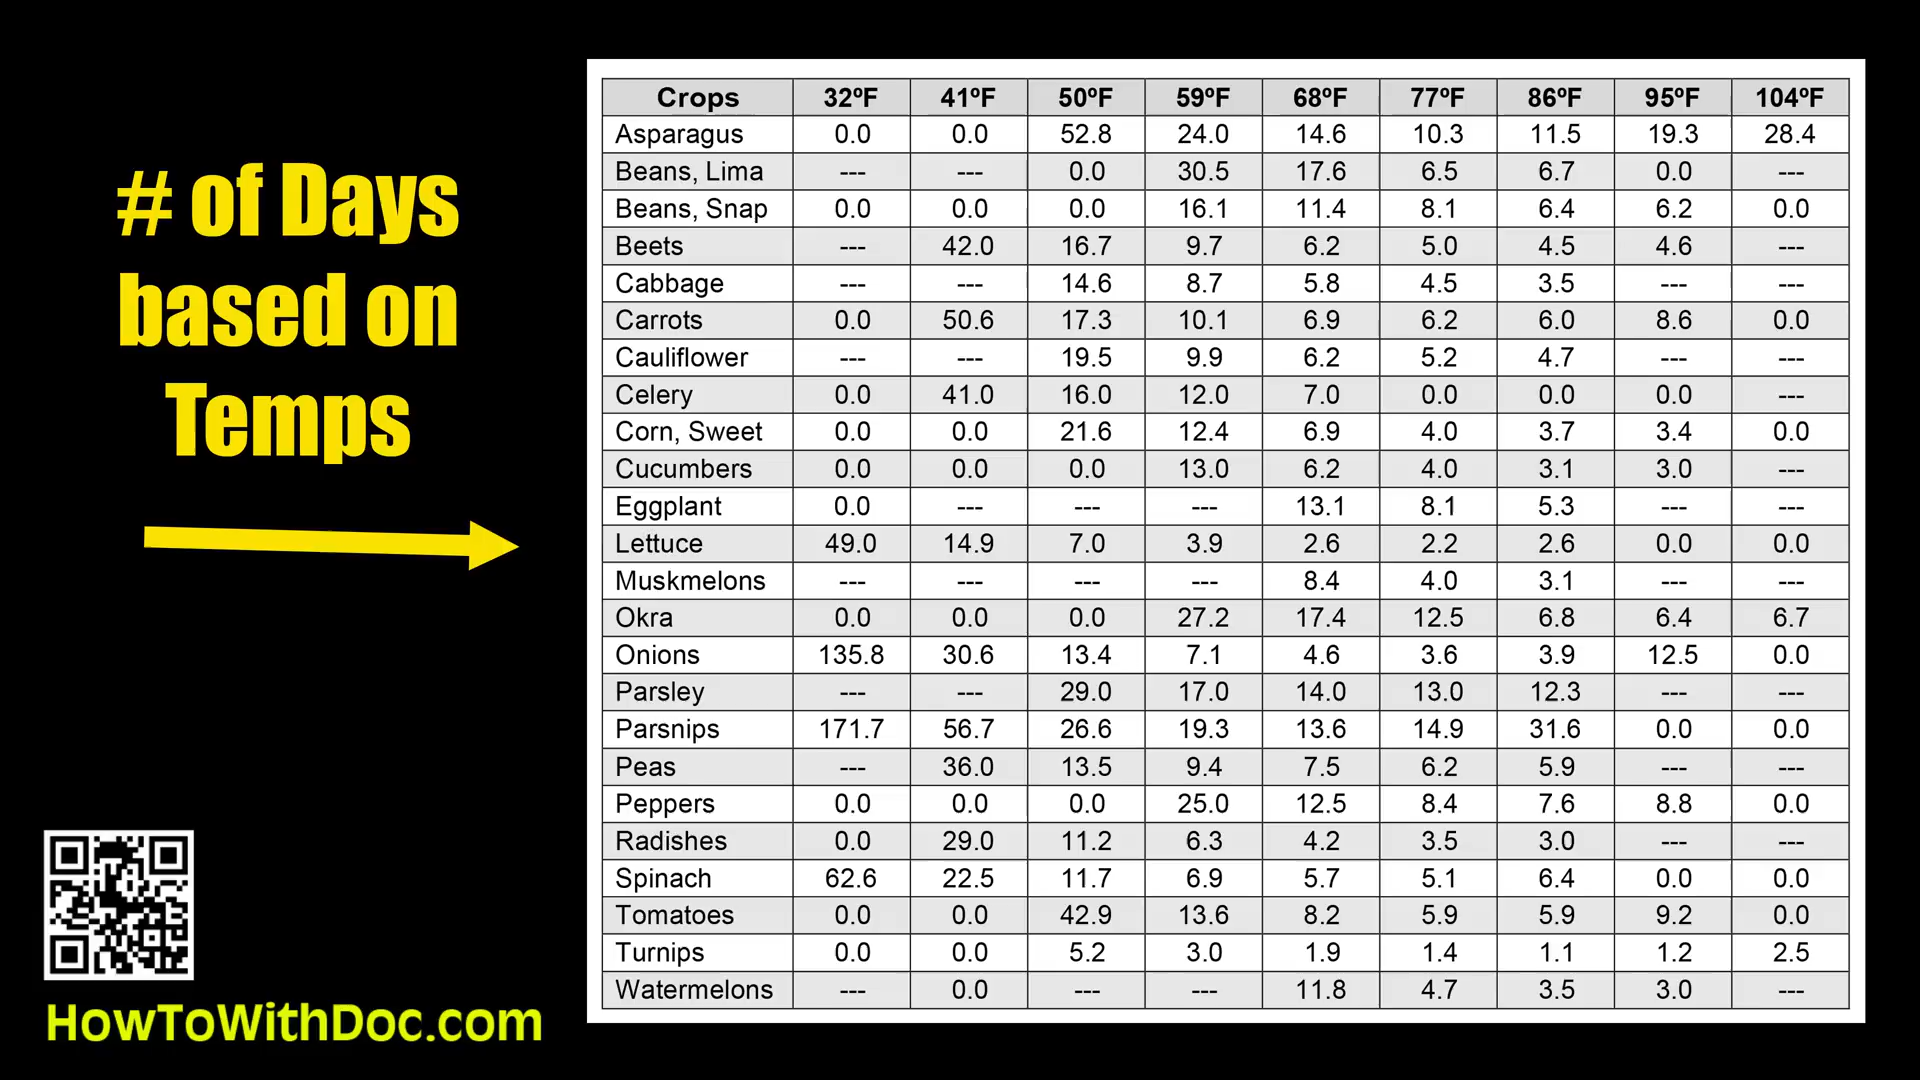 # of Days
based on
Temps
HowToWithDoc.com
Crops 32ºF 41ºF 50ºF 59ºF 68ºF 77ºF 86ºF 95ºF 104ºF
Asparagus 0.0 0.0 52.8 24.0 14.6 10.3 11.5 19.3 28.4
Beans, Lima --- --- 0.0 30.5 17.6 6.5 6.7 0.0 ---
Beans, Snap 0.0 0.0 0.0 16.1 11.4 8.1 6.4 6.2 0.0
Beets --- 42.0 16.7 9.7 6.2 5.0 4.5 4.6 ---
Cabbage --- --- 14.6 8.7 5.8 4.5 3.5 --- ---
Carrots 0.0 50.6 17.3 10.1 6.9 6.2 6.0 8.6 0.0
Cauliflower --- --- 19.5 9.9 6.2 5.2 4.7 --- ---
Celery 0.0 41.0 16.0 12.0 7.0 0.0 0.0 0.0 ---
Corn, Sweet 0.0 0.0 21.6 12.4 6.9 4.0 3.7 3.4 0.0
Cucumbers 0.0 0.0 0.0 13.0 6.2 4.0 3.1 3.0 ---
Eggplant 0.0 --- --- --- 13.1 8.1 5.3 --- ---
Lettuce 49.0 14.9 7.0 3.9 2.6 2.2 2.6 0.0 0.0
Muskmelons --- --- --- --- 8.4 4.0 3.1 --- ---
Okra 0.0 0.0 0.0 27.2 17.4 12.5 6.8 6.4 6.7
Onions 135.8 30.6 13.4 7.1 4.6 3.6 3.9 12.5 0.0
Parsley --- --- 29.0 17.0 14.0 13.0 12.3 --- ---
Parsnips 171.7 56.7 26.6 19.3 13.6 14.9 31.6 0.0 0.0
Peas --- 36.0 13.5 9.4 7.5 6.2 5.9 --- ---
Peppers 0.0 0.0 0.0 25.0 12.5 8.4 7.6 8.8 0.0
Radishes 0.0 29.0 11.2 6.3 4.2 3.5 3.0 --- ---
Spinach 62.6 22.5 11.7 6.9 5.7 5.1 6.4 0.0 0.0
Tomatoes 0.0 0.0 42.9 13.6 8.2 5.9 5.9 9.2 0.0
Turnips 0.0 0.0 5.2 3.0 1.9 1.4 1.1 1.2 2.5
Watermelons --- 0.0 --- --- 11.8 4.7 3.5 3.0 ---